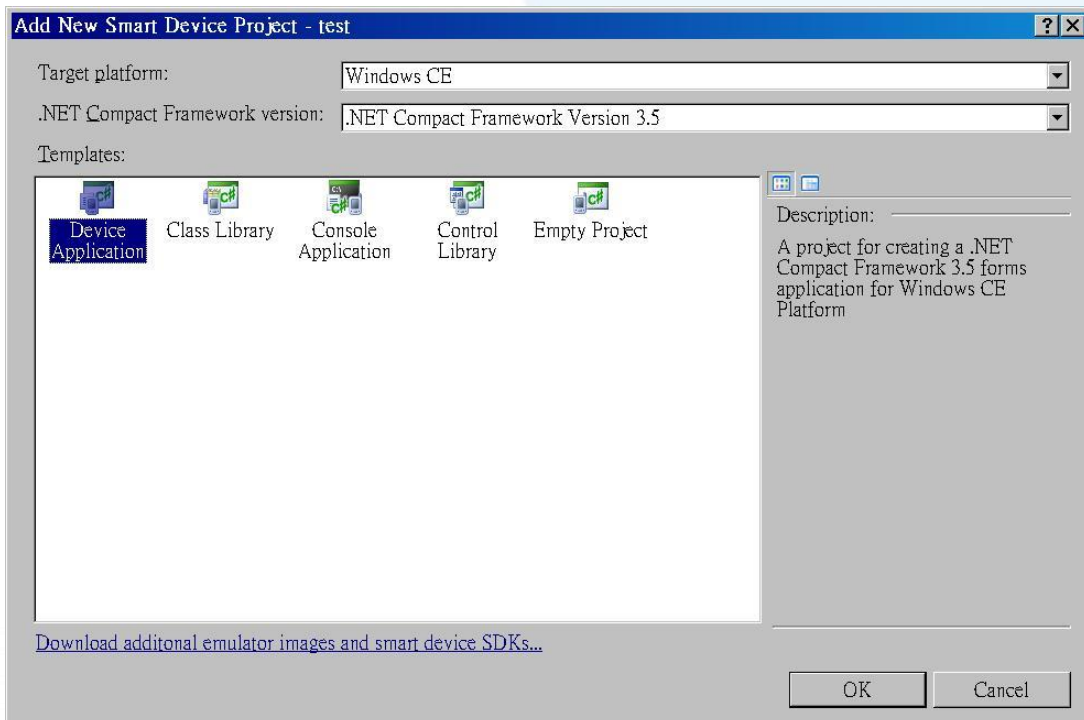 Add New Smart Device Project - test
Target platform:
Windows CE
.NET Compact Framework version:
.NET Compact Framework Version 3.5
Templates:
Device
Application
Class Library
Console
Application
Control
Library
Empty Project
Description:
A project for creating a .NET
Compact Framework 3.5 forms
application for Windows CE
Platform
Download additonal emulator images and smart device SDKs...
OK
Cancel